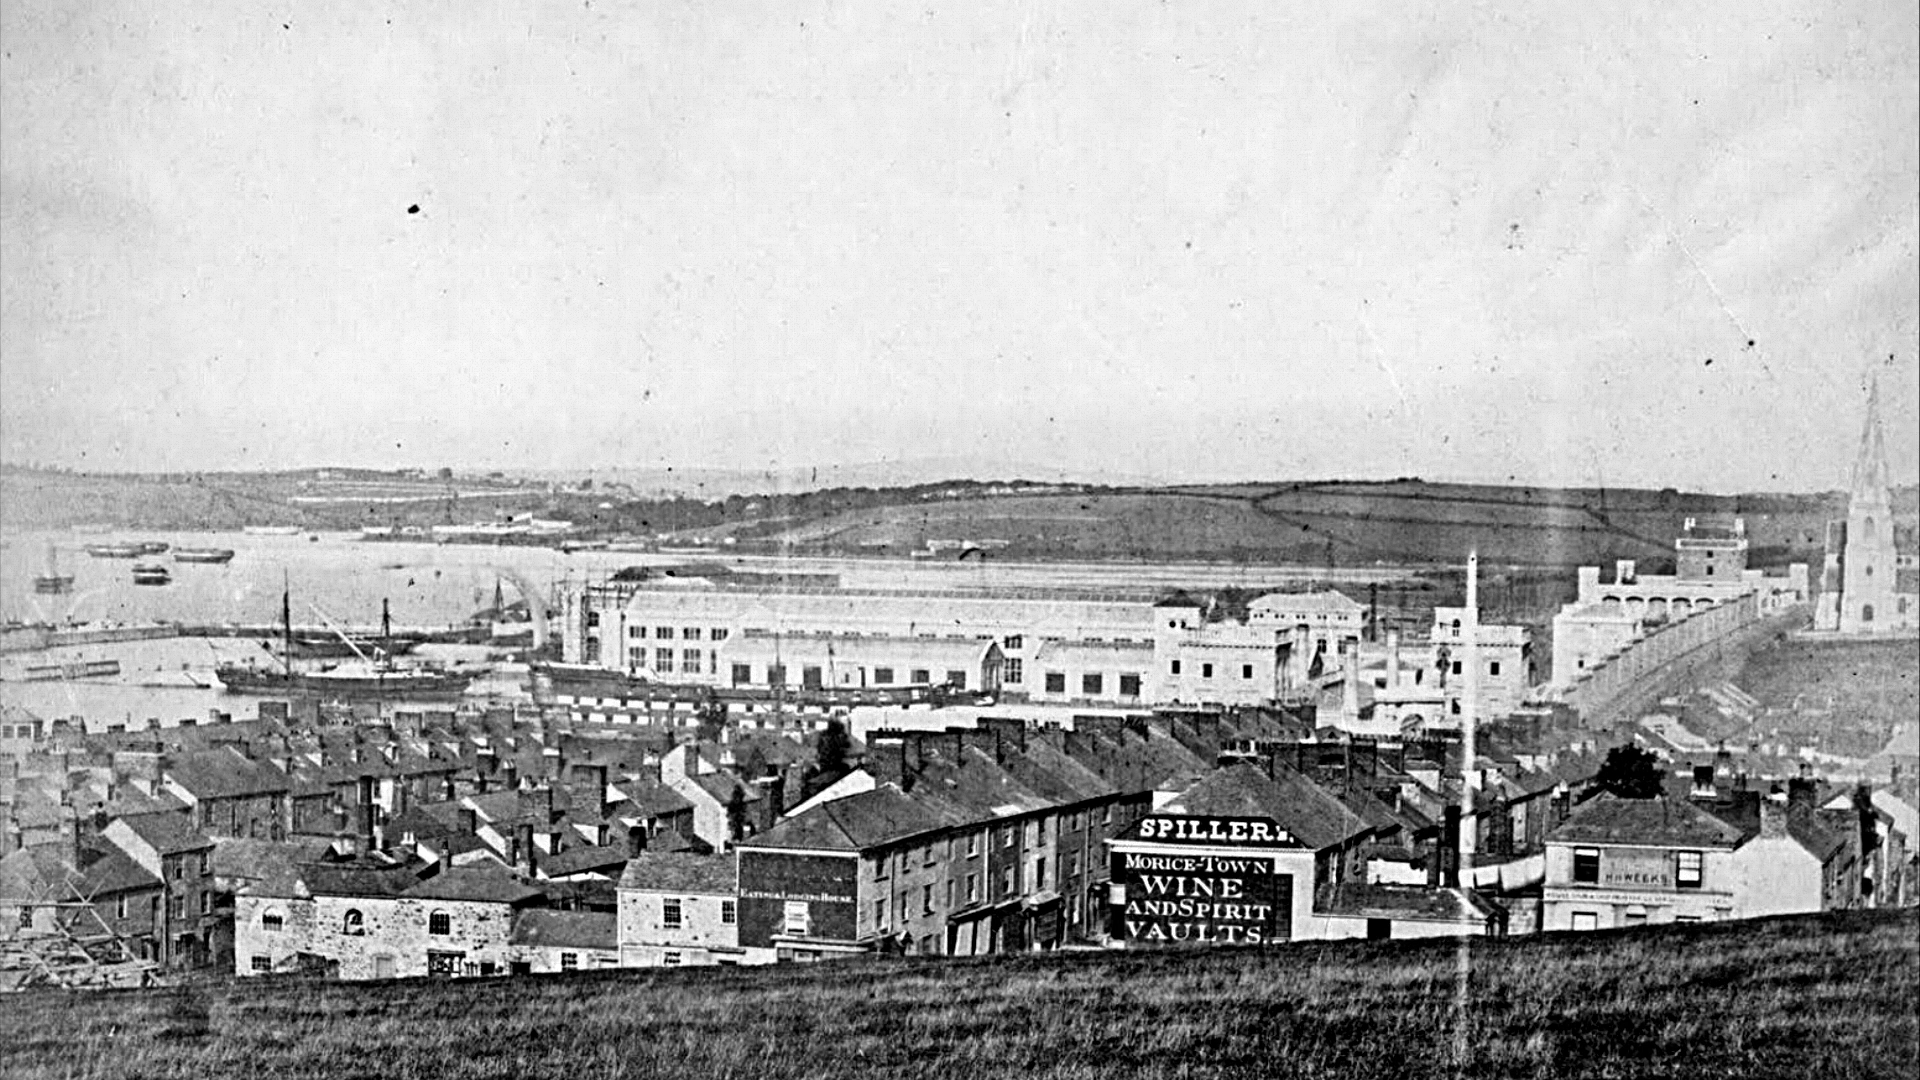 EATING & LODGING HOUSE.
SPILLER'S
MORICE-TOWN
WINE
AND SPIRIT
VAULTS.
WEEKS